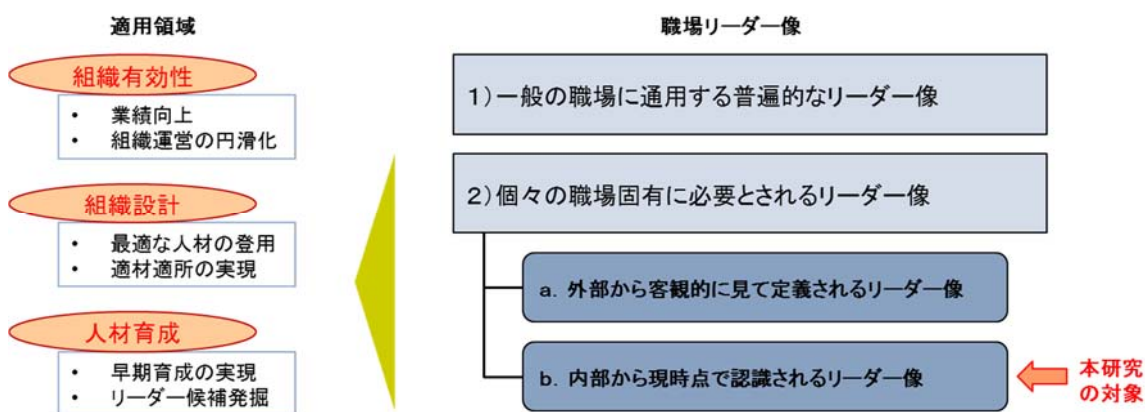 適用領域
組織有効性
• 業績向上
• 組織運営の円滑化
組織設計
• 最適な人材の登用
• 適材適所の実現
人材育成
• 早期育成の実現
• リーダー候補発掘
職場リーダー像
1)一般の職場に通用する普遍的なリーダー像
2)個々の職場固有に必要とされるリーダー像
a. 外部から客観的に見て定義されるリーダー像
b. 内部から現時点で認識されるリーダー像
本研究
の対象